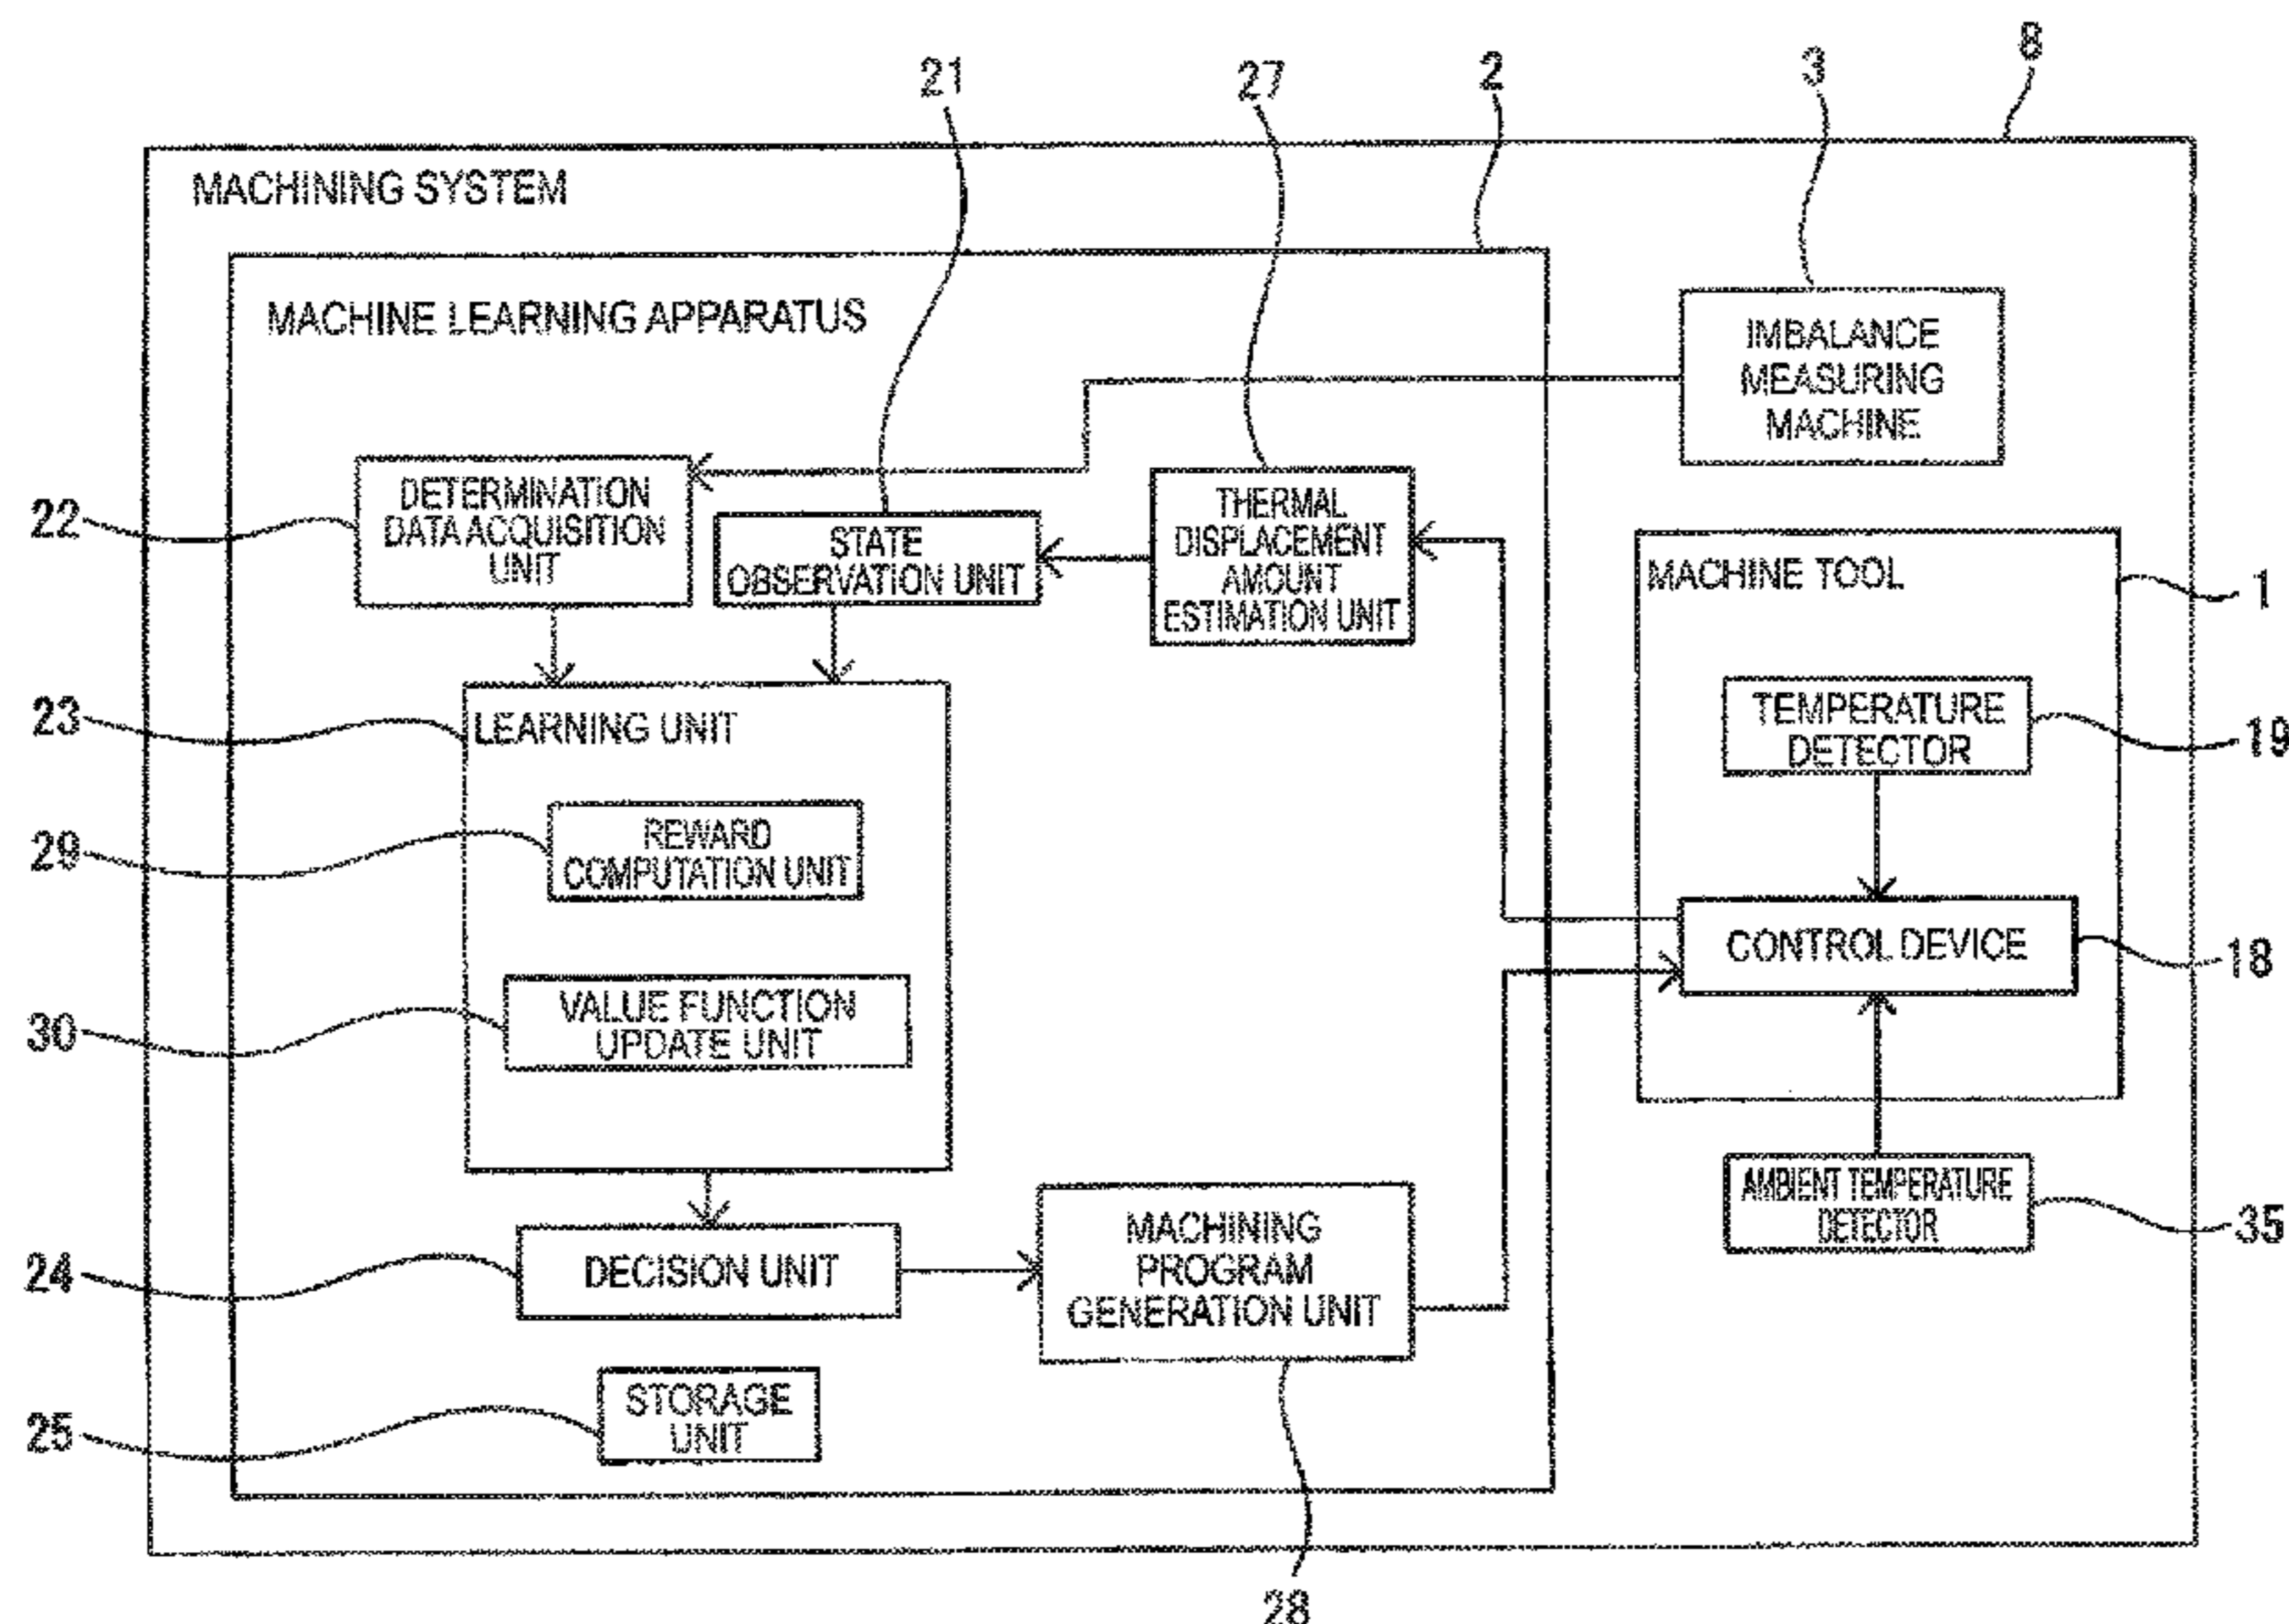 8
3
2
27
21
MACHINING SYSTEM
MACHINE LEARNING APPARATUS
IMBALANCE
MEASURING
MACHINE
22
DETERMINATION
DATA ACQUISITION
UNIT
STATE
OBSERVATION UNIT
THERMAL
DISPLACEMENT
AMOUNT
ESTIMATION UNIT
MACHINE TOOL
1
23
LEARNING UNIT
TEMPERATURE
DETECTOR
19
29
REWARD
COMPUTATION UNIT
CONTROL DEVICE
18
30
VALUE FUNCTION
UPDATE UNIT
AMBIENT TEMPERATURE
DETECTOR
35
24
DECISION UNIT
MACHINING
PROGRAM
GENERATION UNIT
25
STORAGE
UNIT
28